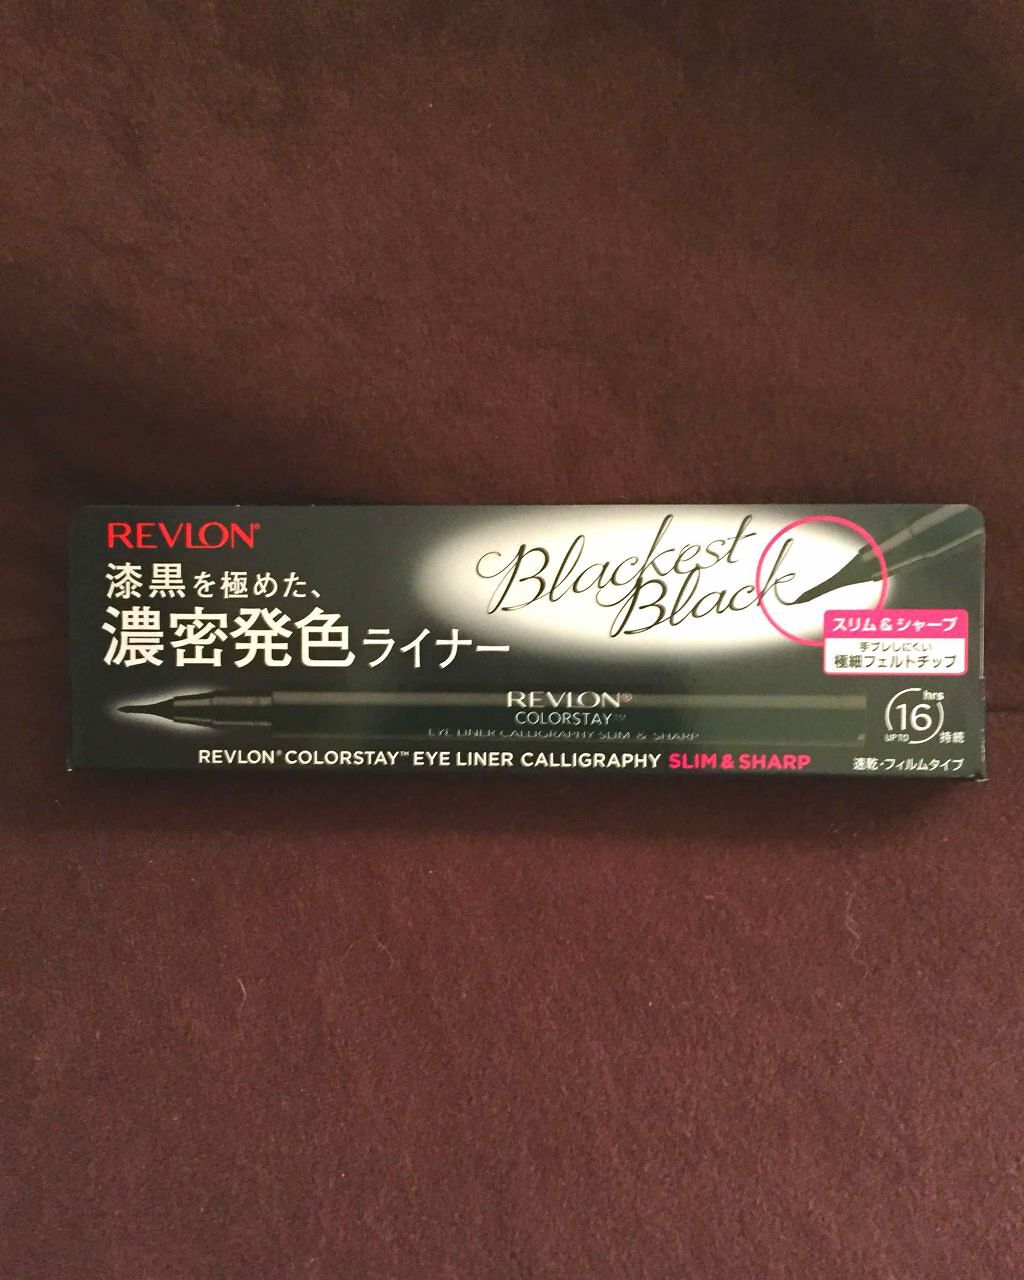 REVLON®
漆黒を極めた、
濃密発色ライナー
Blackest
Black
スリム&シャープ
手ブレしにくい
極細フェルトチップ
REVLON®
COLORSTAY™
EYE LINER CALLIGRAPHY SLIM & SHARP
16 hrs
UP TO 持続
REVLON® COLORSTAY™ EYE LINER CALLIGRAPHY SLIM & SHARP
速乾・フィルムタイプ